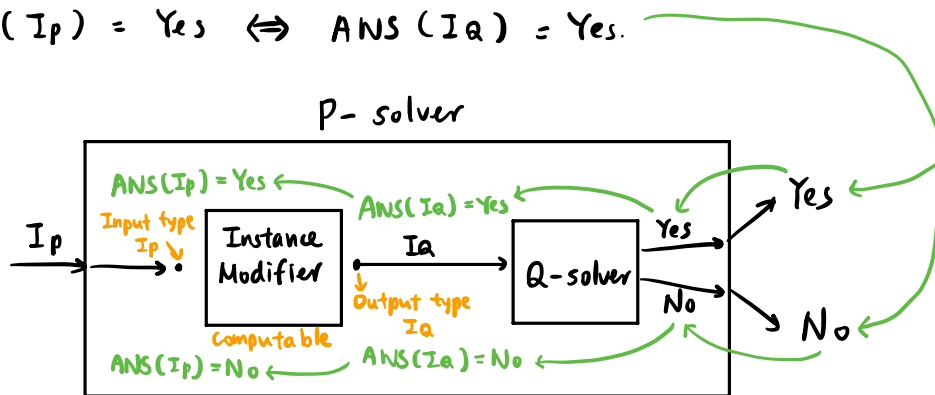 (Ip) = Yes ⇔ ANS(IQ) = Yes.
P-solver
ANS(Ip) = Yes
ANS(IQ) = Yes
Yes
Input type
Ip
Ip
Instance
Modifier
IQ
Q-solver
Yes
No
Output type
IQ
No
Computable
ANS(Ip) = No
ANS(IQ) = No